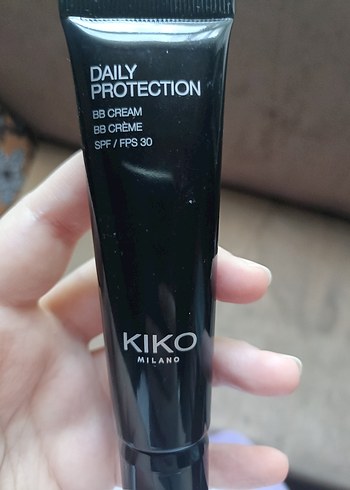 DAILY
PROTECTION
BB CREAM
BB CRÈME
SPF / FPS 30
KIKO
MILANO